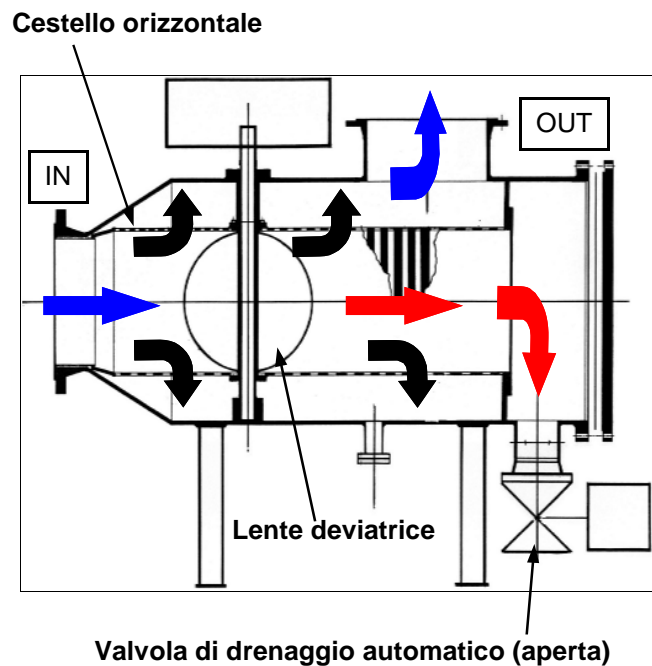 Cestello orizzontale
IN
OUT
Lente deviatrice
Valvola di drenaggio automatico (aperta)